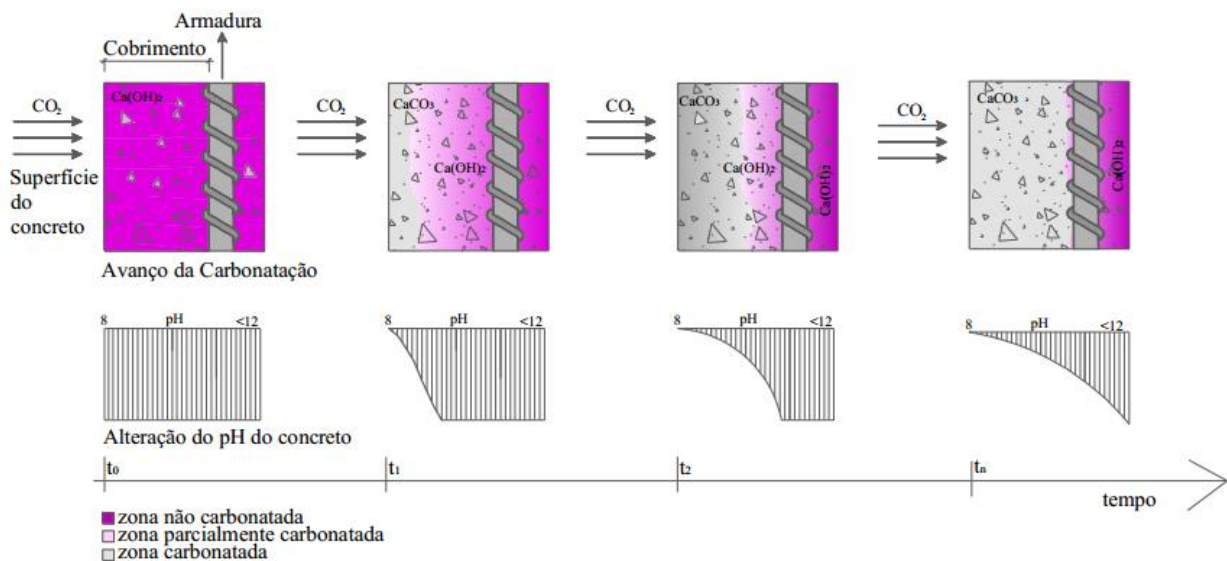 Armadura
Cobrimento
CO₂
Superfície
do
concreto
Ca(OH)₂
CO₂
CaCO₃
Ca(OH)₂
CO₂
CaCO₃
Ca(OH)₂
Ca(OH)₂
CO₂
CaCO₃
Ca(OH)₂
Avanço da Carbonatação
8 pH <12
8 pH <12
8 pH <12
8 pH <12
Alteração do pH do concreto
t₀
t₁
t₂
tₙ
tempo
zona não carbonatada
zona parcialmente carbonatada
zona carbonatada